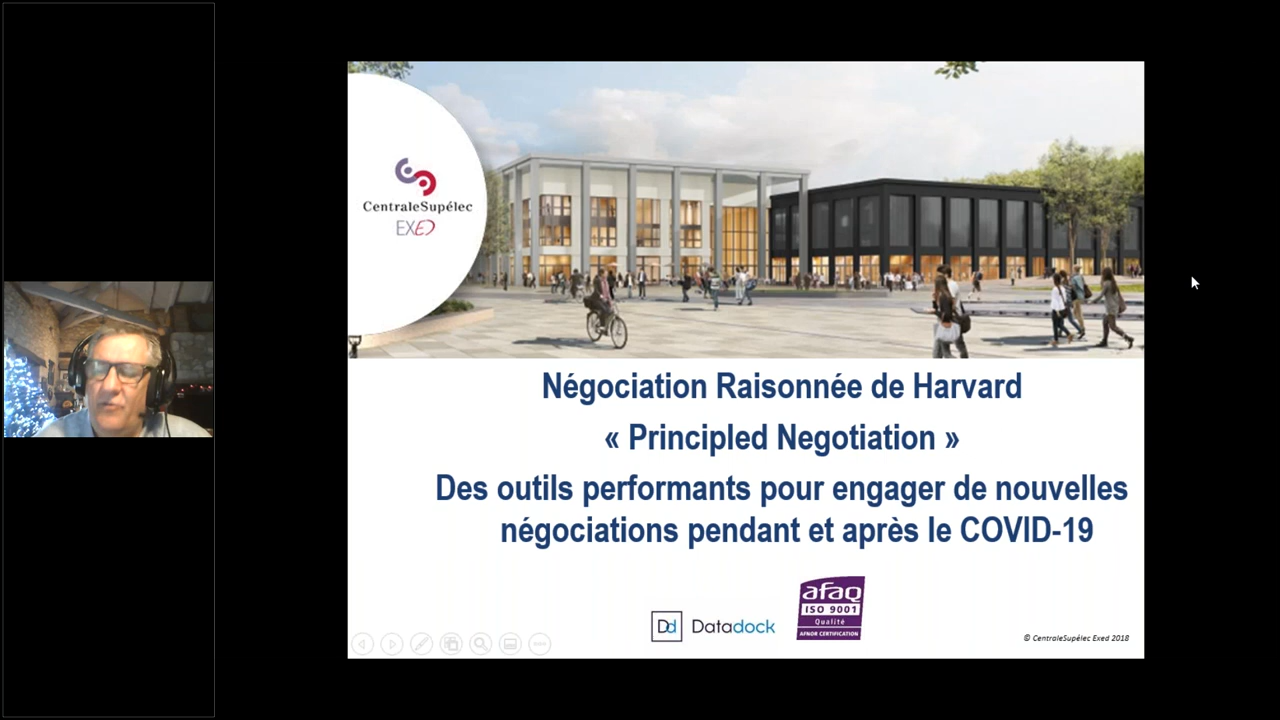 CentraleSupélec
EXED
Négociation Raisonnée de Harvard
« Principled Negotiation »
Des outils performants pour engager de nouvelles
négociations pendant et après le COVID-19
Dd Datadock
afaq
ISO 9001
Qualité
AFNOR CERTIFICATION
© CentraleSupélec Exed 2018